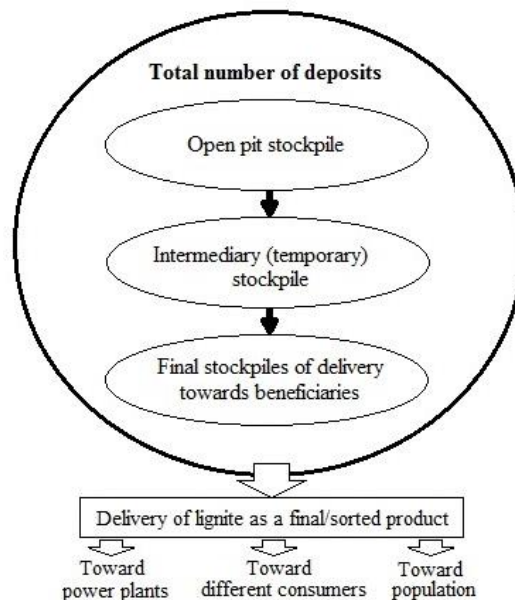 Total number of deposits
Open pit stockpile
Intermediary (temporary)
stockpile
Final stockpiles of delivery
towards beneficiaries
Delivery of lignite as a final/sorted product
Toward
power plants
Toward
different consumers
Toward
population